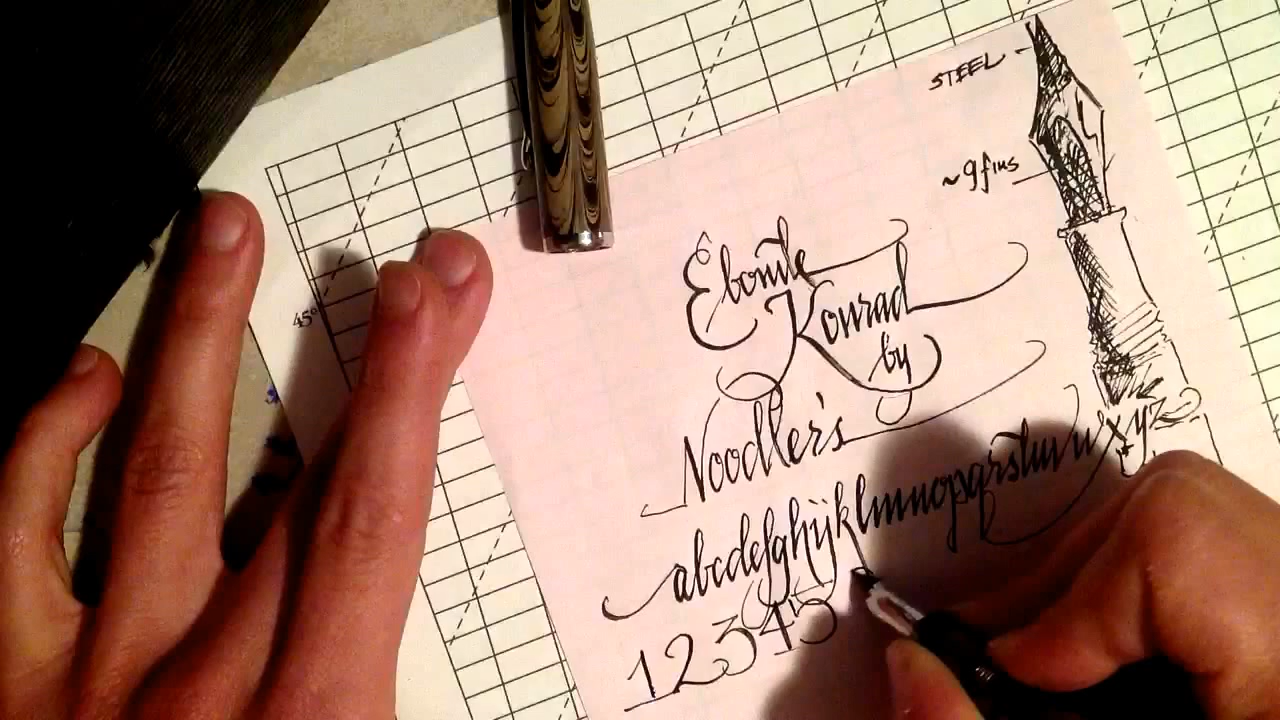 STEEL
~9 fins
Ebonite
Konrad
by
Noodler's
abcdefghijklmnopqrstuvwxyz
12345
45°